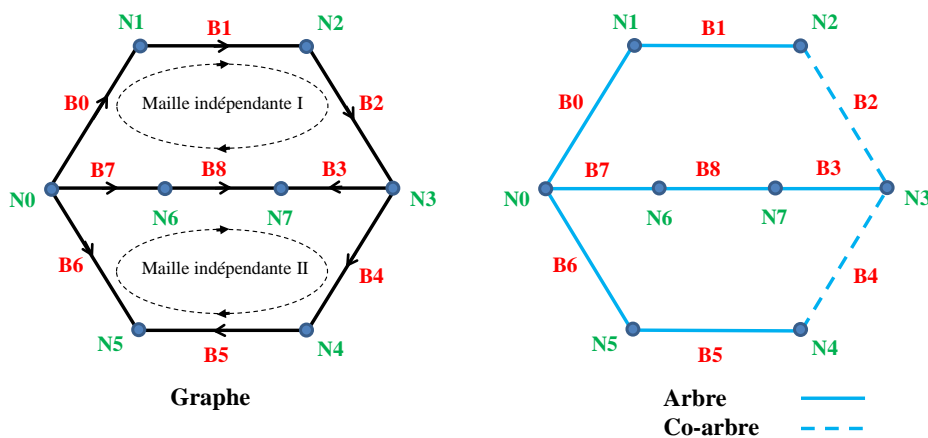 N1 B1 N2
B0 Maille indépendante I B2
B7 B8 B3
N0 N6 N7 N3
B6 Maille indépendante II B4
N5 B5 N4
Graphe
N1 B1 N2
B0 B2
B7 B8 B3
N0 N6 N7 N3
B6 B4
N5 B5 N4
Arbre
Co-arbre